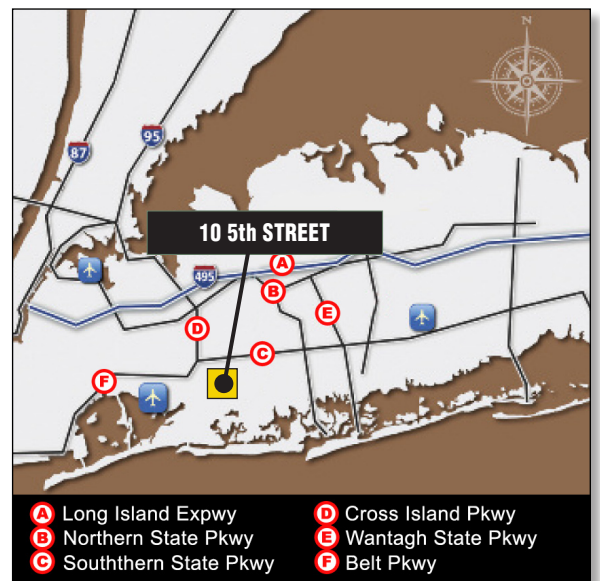 N
95
87
10 5th STREET
A
495
B
E
D
C
F
A Long Island Expwy
B Northern State Pkwy
C Souththern State Pkwy
D Cross Island Pkwy
E Wantagh State Pkwy
F Belt Pkwy